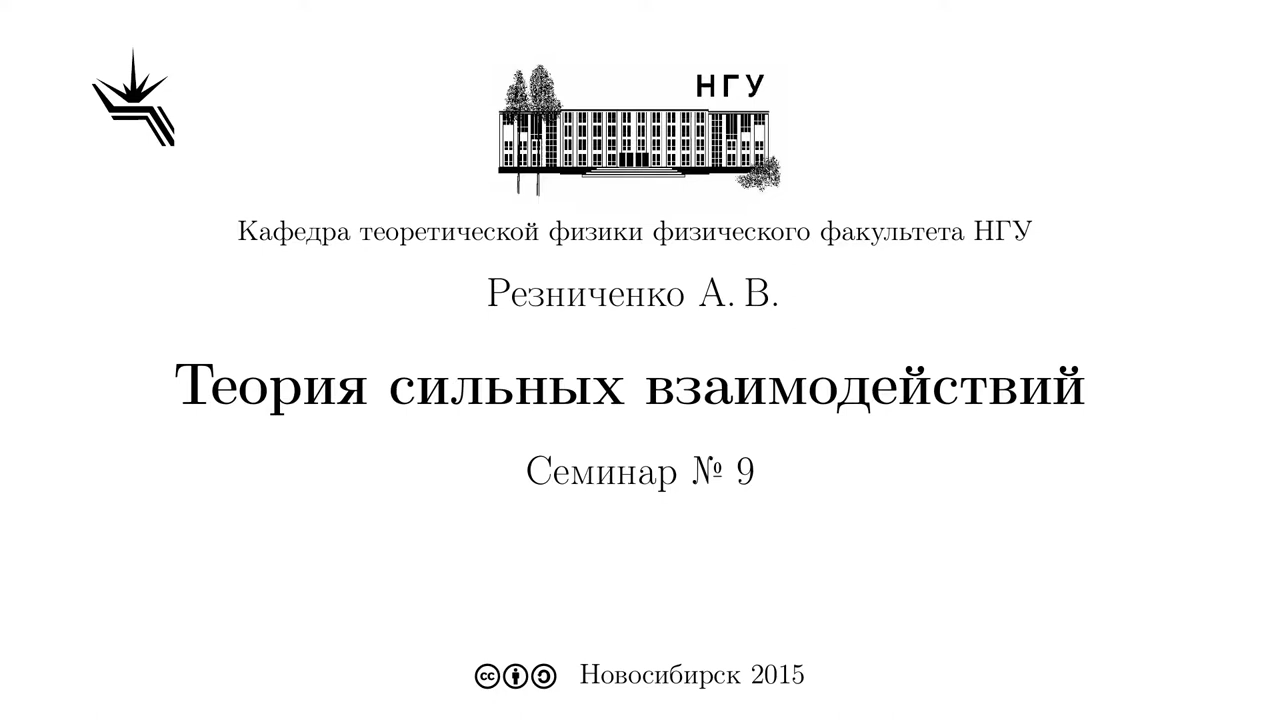 НГУ
Кафедра теоретической физики физического факультета НГУ
Резниченко А. В.
Теория сильных взаимодействий
Семинар № 9
Новосибирск 2015